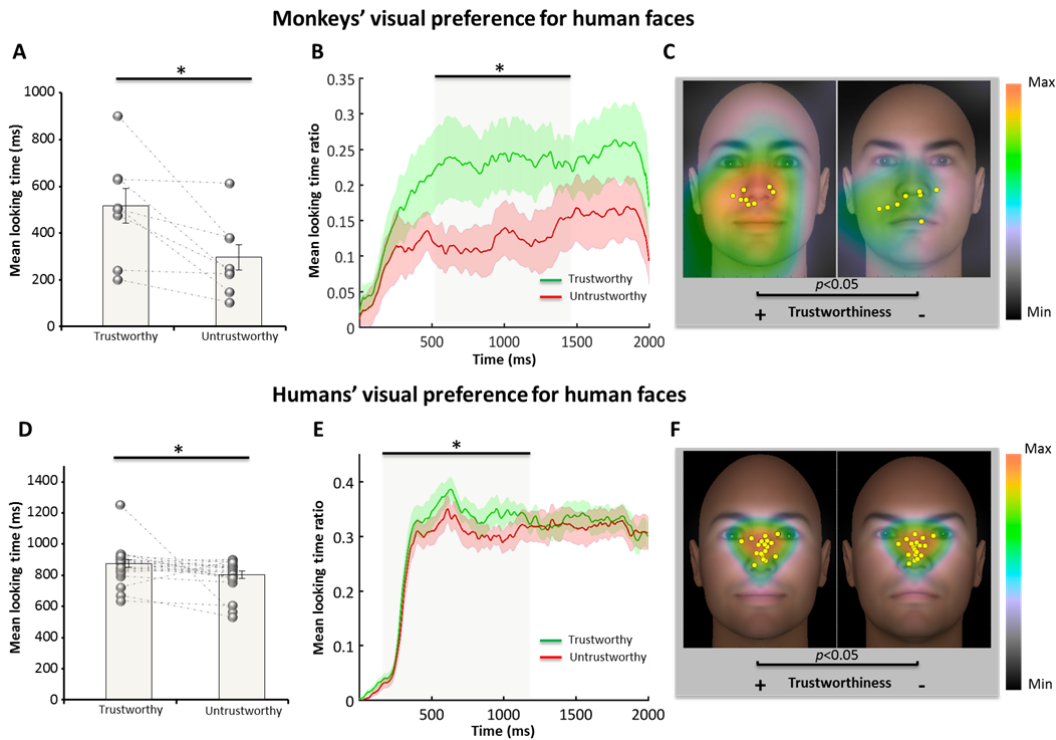 Monkeys' visual preference for human faces
A
B
C
*
Mean looking time (ms)
1000
800
600
400
200
0
Trustworthy
Untrustworthy
*
Mean looking time ratio
0.35
0.3
0.25
0.2
0.15
0.1
0.05
0
500
1000
1500
2000
Time (ms)
Trustworthy
Untrustworthy
Max
Min
p<0.05
+ Trustworthiness -
Humans' visual preference for human faces
D
E
F
*
Mean looking time (ms)
1400
1200
1000
800
600
400
200
0
Trustworthy
Untrustworthy
*
Mean looking time ratio
0.4
0.3
0.2
0.1
0
500
1000
1500
2000
Time (ms)
Trustworthy
Untrustworthy
Max
Min
p<0.05
+ Trustworthiness -